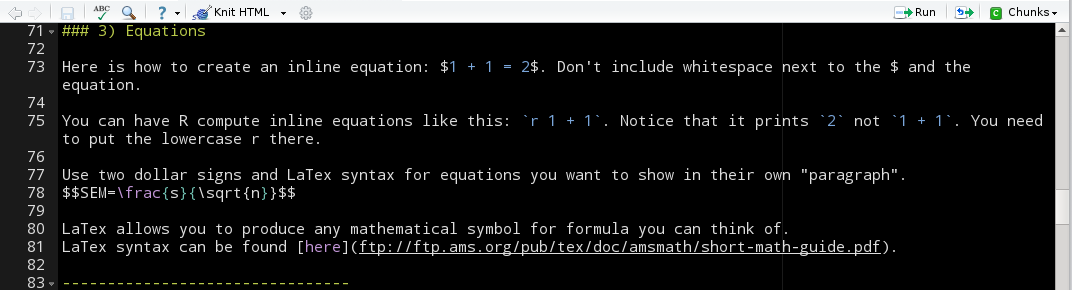 ABC Knit HTML Run Chunks
71 ### 3) Equations
72
73 Here is how to create an inline equation: $1 + 1 = 2$. Don't include whitespace next to the $ and the
equation.
74
75 You can have R compute inline equations like this: `r 1 + 1`. Notice that it prints `2` not `1 + 1`. You need
to put the lowercase r there.
76
77 Use two dollar signs and LaTex syntax for equations you want to show in their own "paragraph".
78 $$SEM=\frac{s}{\sqrt{n}}$$
79
80 LaTex allows you to produce any mathematical symbol for formula you can think of.
81 LaTex syntax can be found [here](ftp://ftp.ams.org/pub/tex/doc/amsmath/short-math-guide.pdf).
82
83 --------------------------------